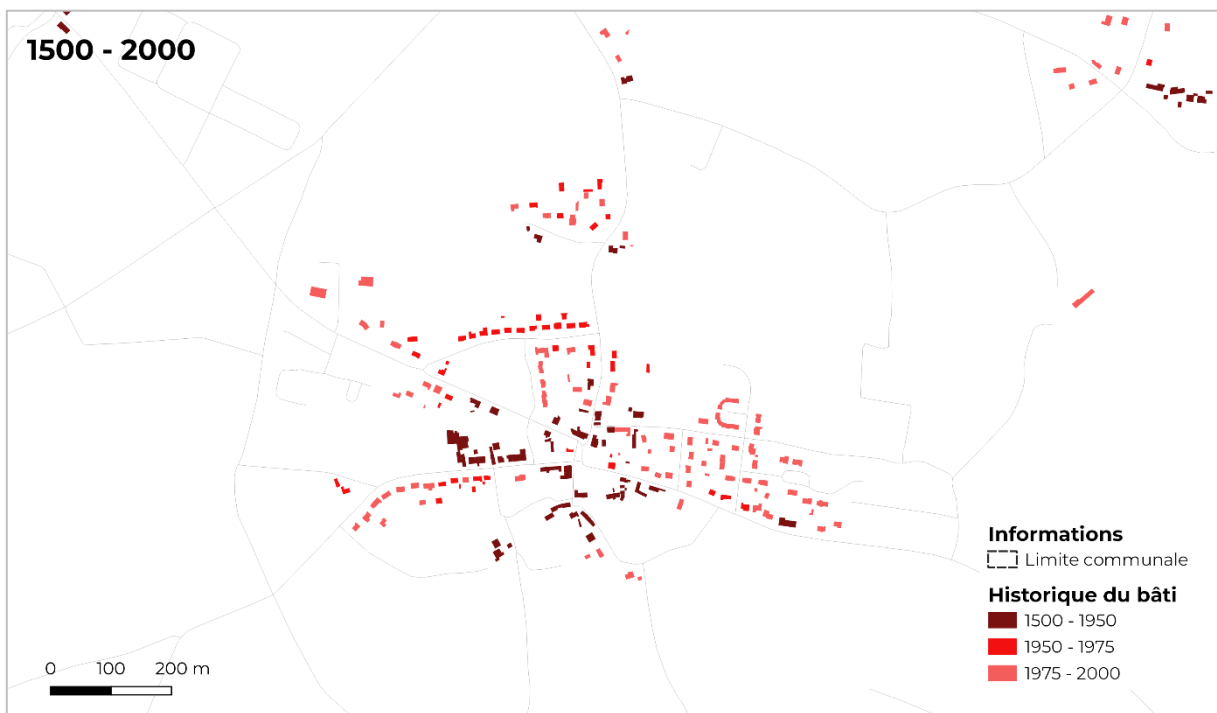 1500 - 2000
Informations
Limite communale
Historique du bâti
1500 - 1950
1950 - 1975
1975 - 2000
0 100 200 m